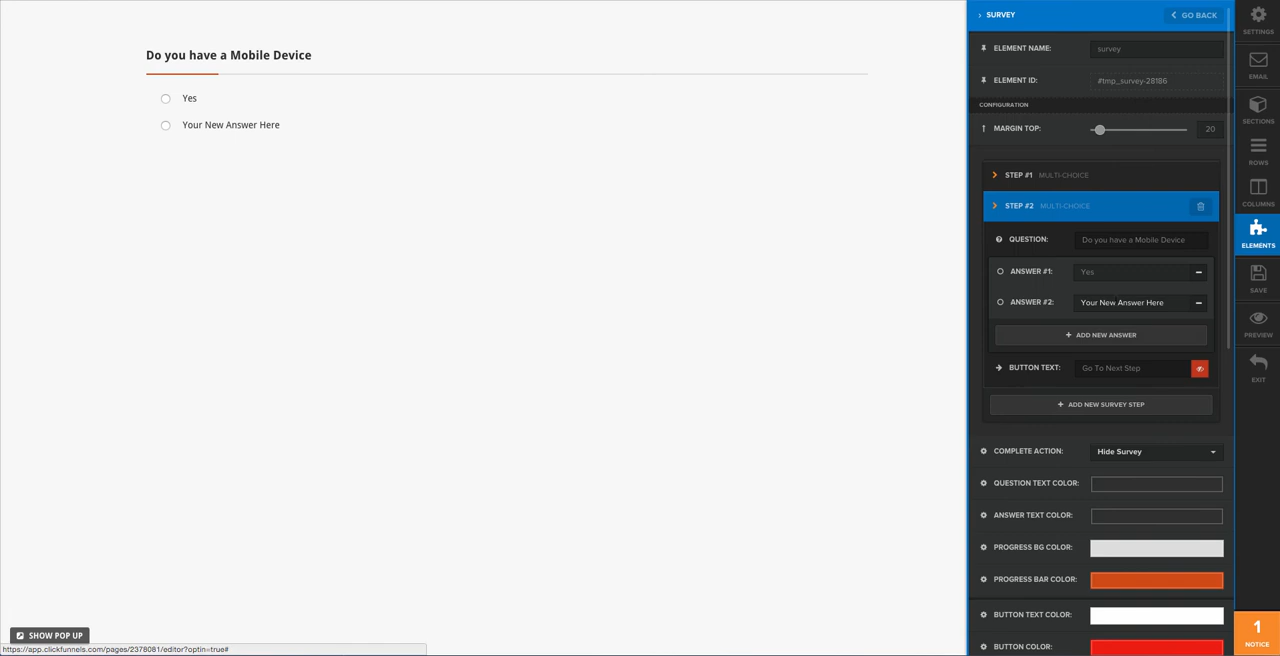 Do you have a Mobile Device
Yes
Your New Answer Here
SHOW POP UP
https://app.clickfunnels.com/pages/2378081/editor?optin=true#
SURVEY
GO BACK
ELEMENT NAME: survey
ELEMENT ID: #tmp_survey-28186
CONFIGURATION
MARGIN TOP: 20
STEP #1 MULTI-CHOICE
STEP #2 MULTI-CHOICE
QUESTION: Do you have a Mobile Device
ANSWER #1: Yes
ANSWER #2: Your New Answer Here
+ ADD NEW ANSWER
BUTTON TEXT: Go To Next Step
+ ADD NEW SURVEY STEP
COMPLETE ACTION: Hide Survey
QUESTION TEXT COLOR:
ANSWER TEXT COLOR:
PROGRESS BG COLOR:
PROGRESS BAR COLOR:
BUTTON TEXT COLOR:
BUTTON COLOR:
SETTINGS
EMAIL
SECTIONS
ROWS
COLUMNS
ELEMENTS
SAVE
PREVIEW
EXIT
1
NOTICE